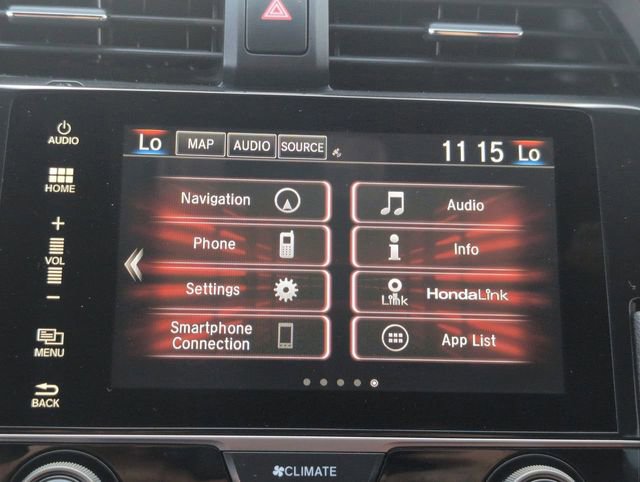 AUDIO
HOME
+
VOL
−
MENU
BACK
Lo MAP AUDIO SOURCE 11 15 Lo
Navigation
Phone
Settings
Smartphone
Connection
Audio
Info
Link HondaLink
App List
CLIMATE